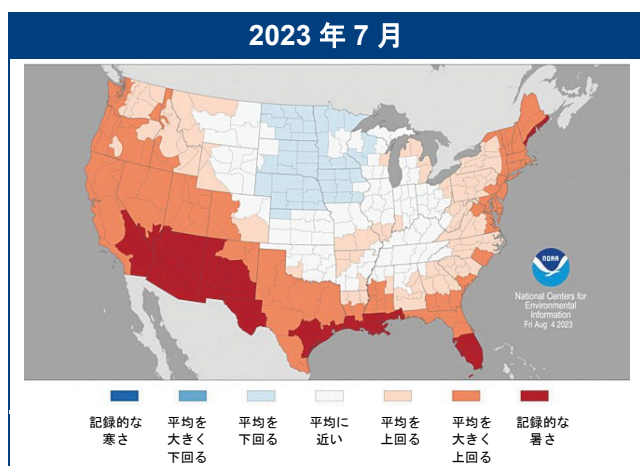 2023 年 7 月
NOAA
National Centers for
Environmental
Information
Fri Aug 4 2023
記録的な
寒さ
平均を
大きく
下回る
平均を
下回る
平均に
近い
平均を
上回る
平均を
大きく
上回る
記録的な
暑さ